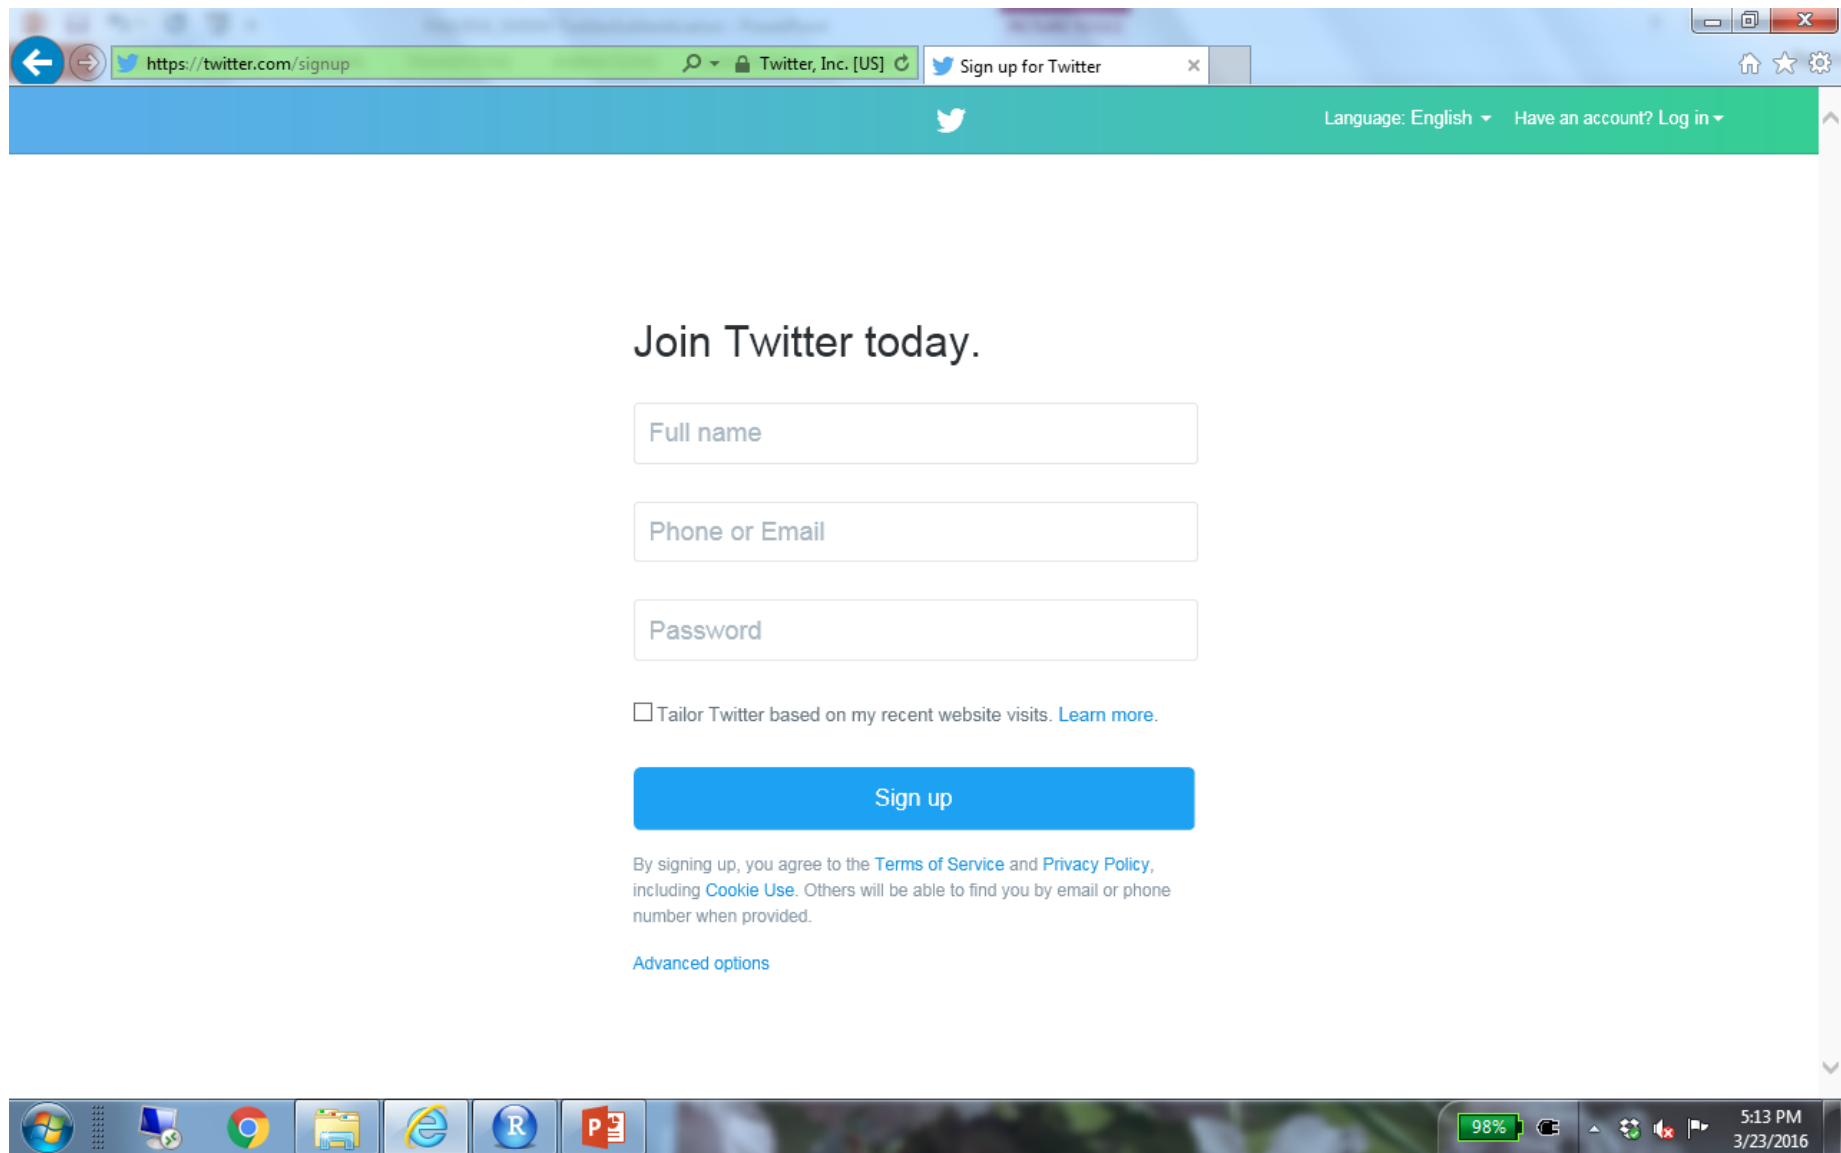 https://twitter.com/signup
Twitter, Inc. [US]
Sign up for Twitter
Language: English
Have an account? Log in
Join Twitter today.
Full name
Phone or Email
Password
Tailor Twitter based on my recent website visits. Learn more.
Sign up
By signing up, you agree to the Terms of Service and Privacy Policy,
including Cookie Use. Others will be able to find you by email or phone
number when provided.
Advanced options
98%
5:13 PM
3/23/2016